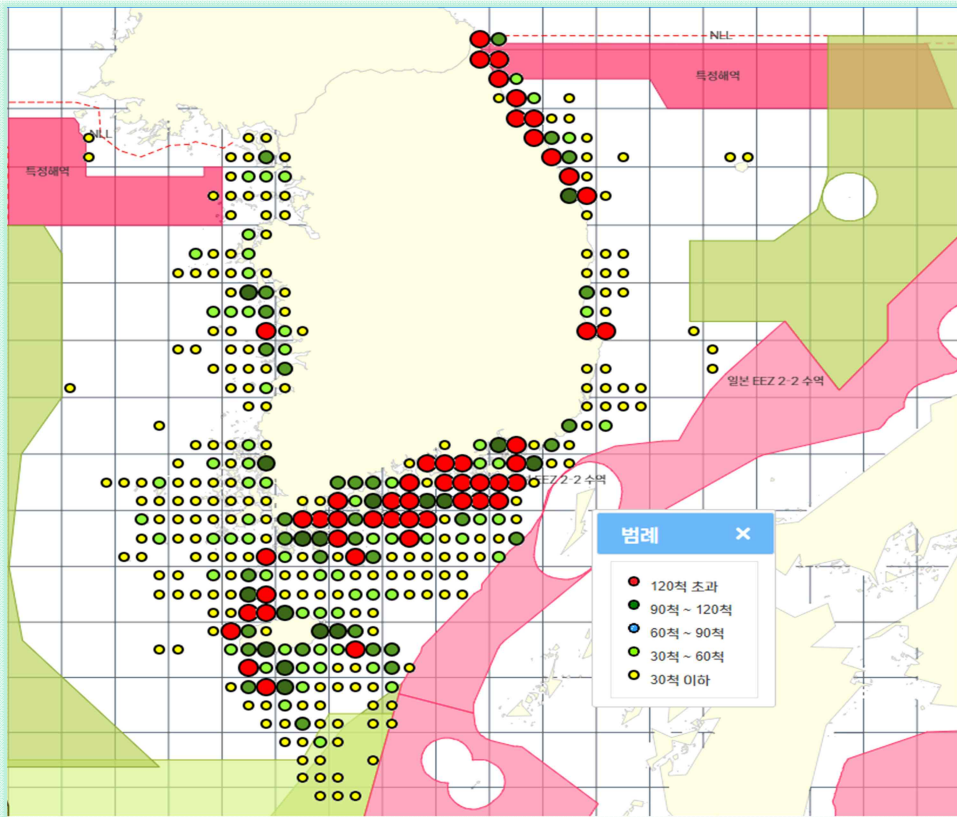 NLL
특정해역
NLL
특정해역
일본 EEZ 2-2 수역
EEZ 2-2 수역
범례
120척 초과
90척 ~ 120척
60척 ~ 90척
30척 ~ 60척
30척 이하